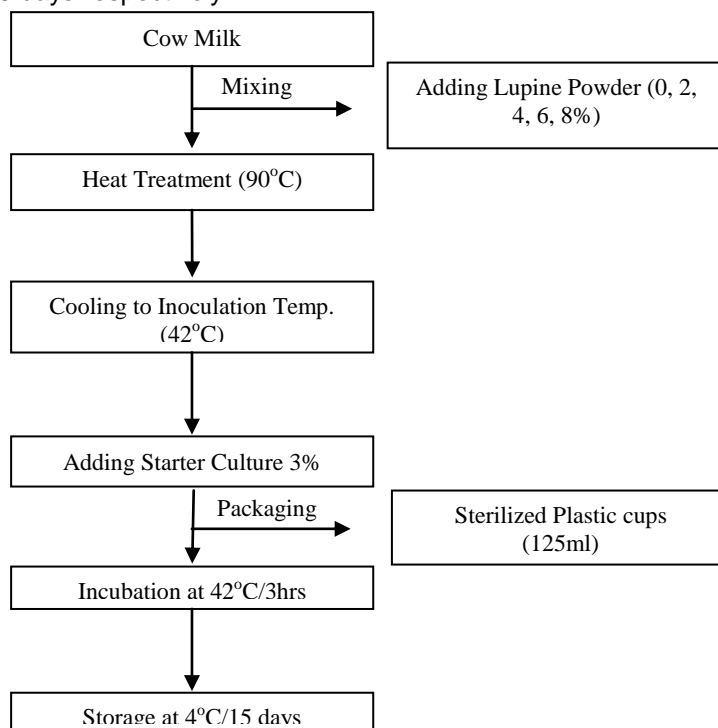 Cow Milk
Mixing
Adding Lupine Powder (0, 2,
4, 6, 8%)
Heat Treatment (90°C)
Cooling to Inoculation Temp.
(42°C)
Adding Starter Culture 3%
Packaging
Sterilized Plastic cups
(125ml)
Incubation at 42°C/3hrs
Storage at 4°C/15 days